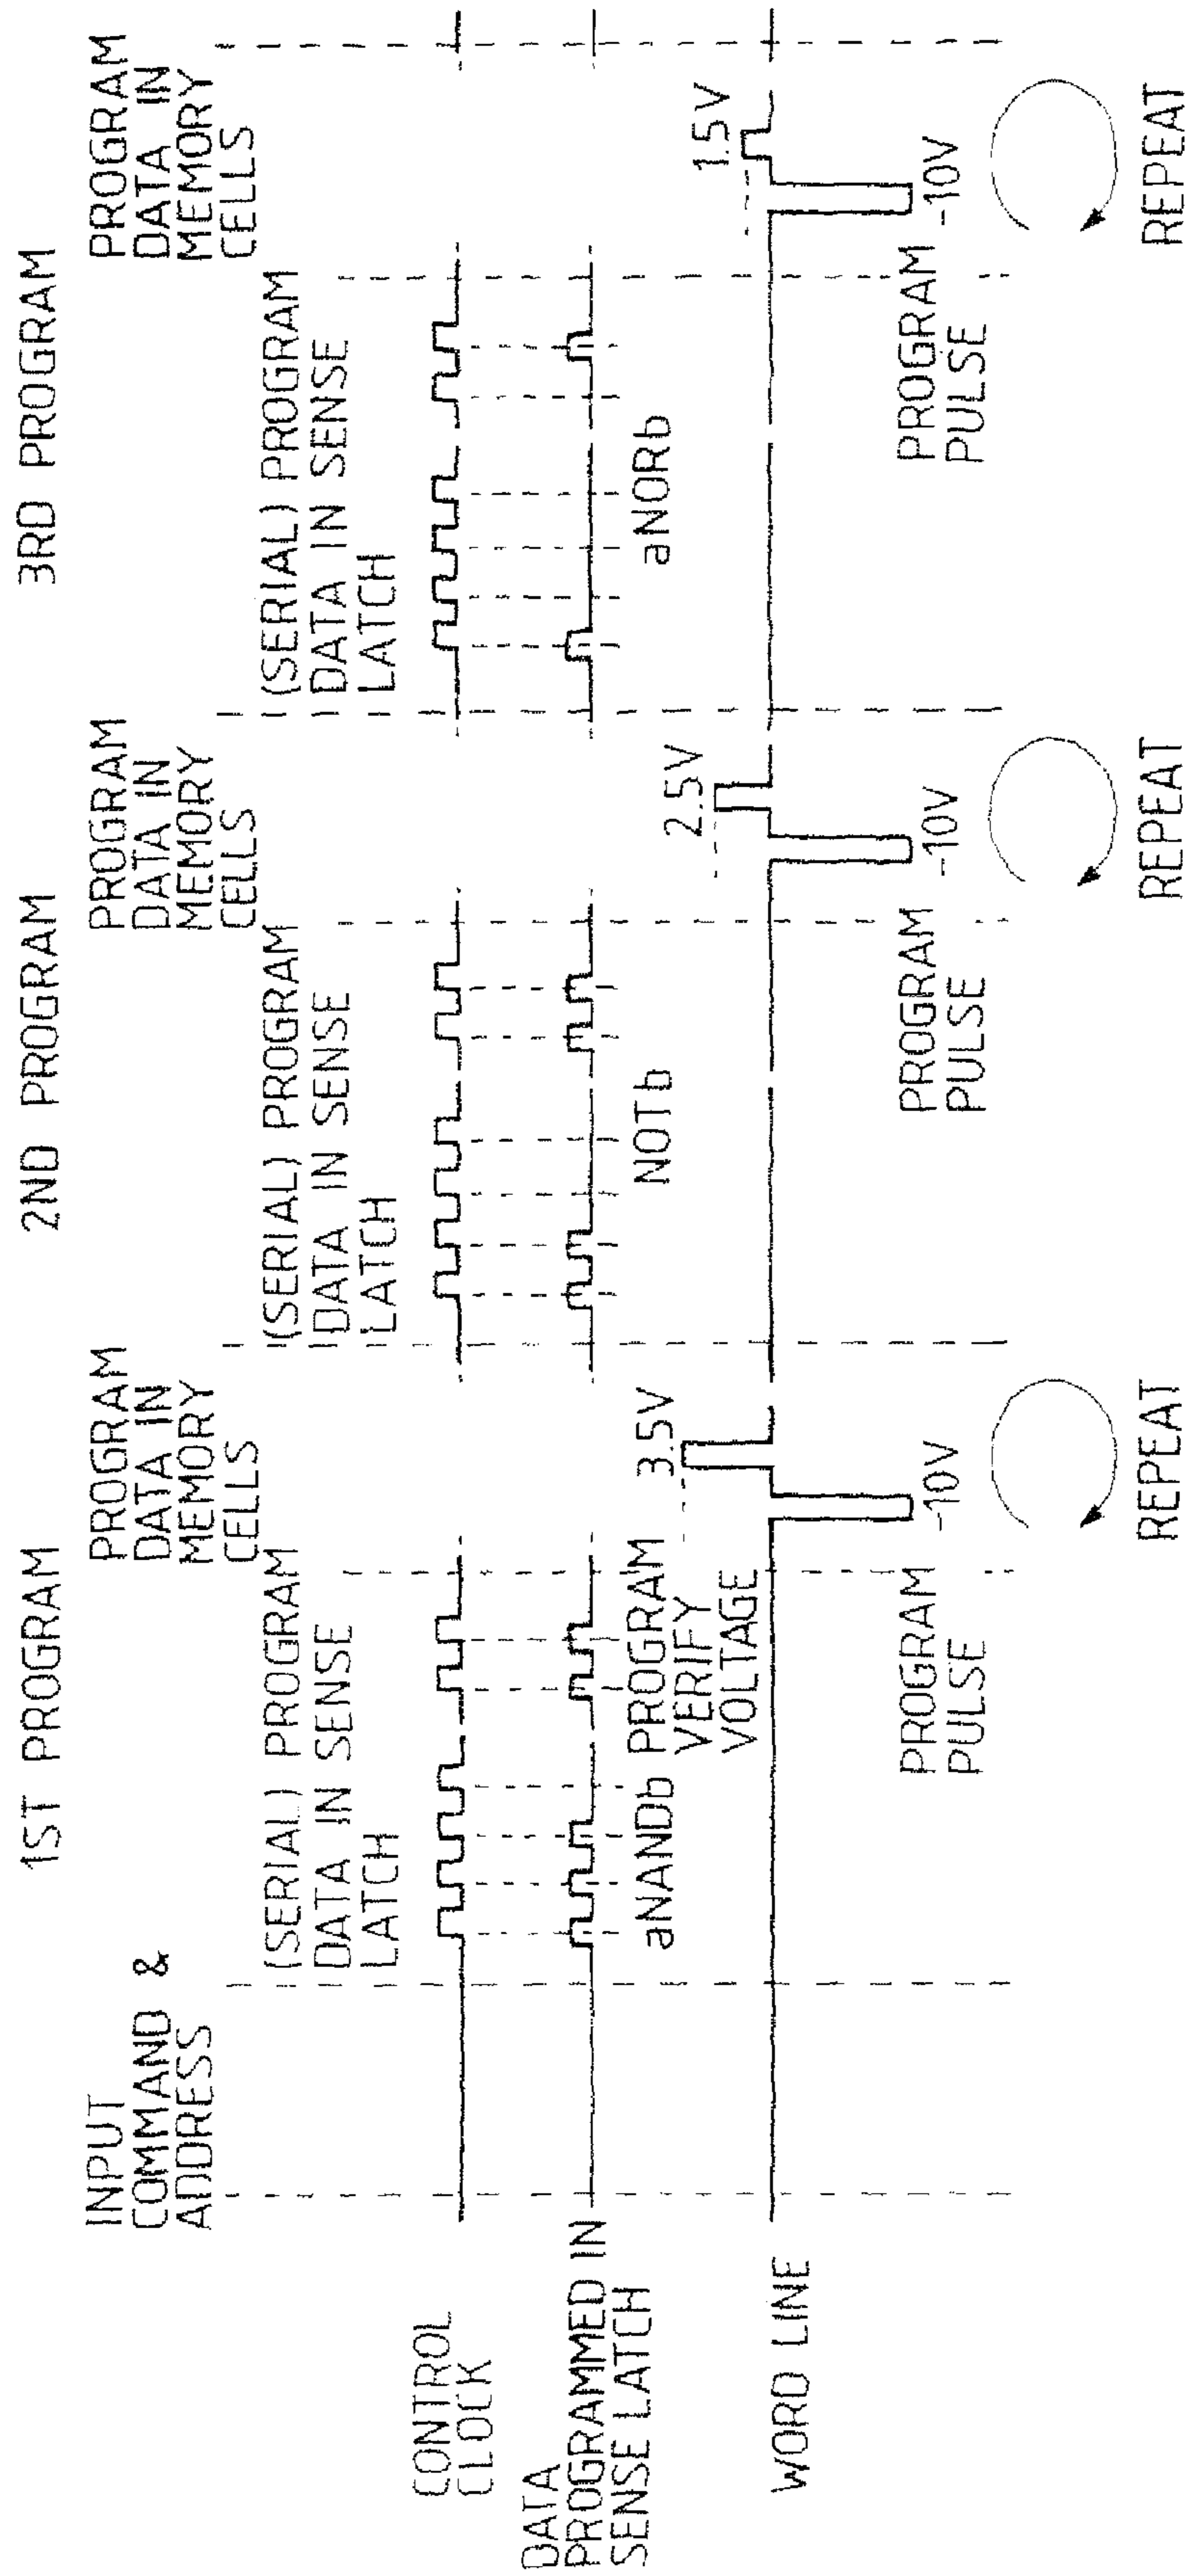 1ST PROGRAM
2ND PROGRAM
3RD PROGRAM
INPUT
COMMAND &
ADDRESS
PROGRAM
DATA IN
MEMORY
CELLS
PROGRAM
DATA IN
MEMORY
CELLS
PROGRAM
DATA IN
MEMORY
CELLS
(SERIAL) PROGRAM
DATA IN SENSE
LATCH
(SERIAL) PROGRAM
DATA IN SENSE
LATCH
(SERIAL) PROGRAM
DATA IN SENSE
LATCH
CONTROL
CLOCK
DATA
PROGRAMMED IN
SENSE LATCH
aNANDb
PROGRAM
VERIFY
VOLTAGE
3.5V
NOTb
2.5V
aNORb
1.5V
WORD LINE
PROGRAM
PULSE
-10V
PROGRAM
PULSE
-10V
PROGRAM
PULSE
-10V
REPEAT
REPEAT
REPEAT